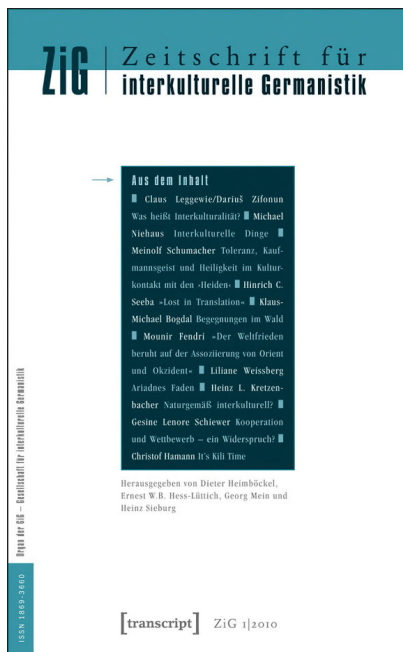 ZiG
Zeitschrift für
interkulturelle Germanistik
Aus dem Inhalt
Claus Leggewie/Dariuš Zifonun
Was heißt Interkulturalität? Michael
Niehaus Interkulturelle Dinge
Meinolf Schumacher Toleranz, Kauf-
mannsgeist und Heiligkeit im Kultur-
kontakt mit den ›Heiden‹ Hinrich C.
Seeba »Lost in Translation« Klaus-
Michael Bogdal Begegnungen im Wald
Mounir Fendri »Der Weltfrieden
beruht auf der Assoziierung von Orient
und Okzident« Liliane Weissberg
Ariadnes Faden Heinz L. Kretzen-
bacher Naturgemäß interkulturell?
Gesine Lenore Schiewer Kooperation
und Wettbewerb – ein Widerspruch?
Christof Hamann It's Kili Time
Herausgegeben von Dieter Heimböckel,
Ernest W.B. Hess-Lüttich, Georg Mein und
Heinz Sieburg
Organ der GiG – Gesellschaft für interkulturelle Germanistik
ISSN 1869-3660
[transcript] ZiG 1|2010